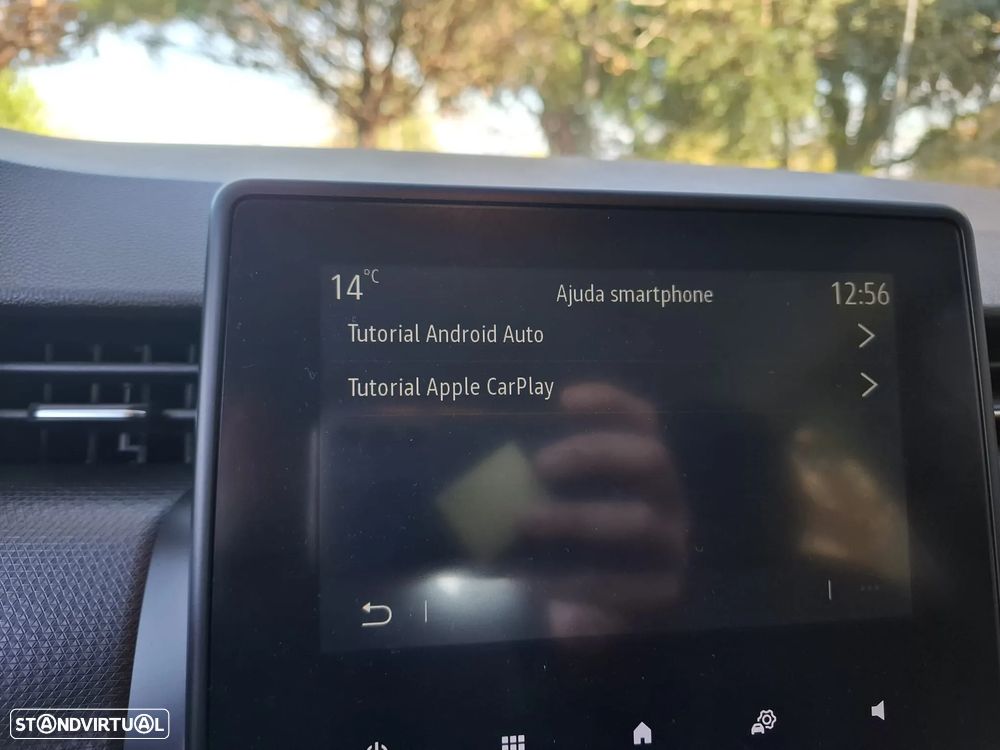 14°C Ajuda smartphone 12:56
Tutorial Android Auto
Tutorial Apple CarPlay
STANDVIRTUAL